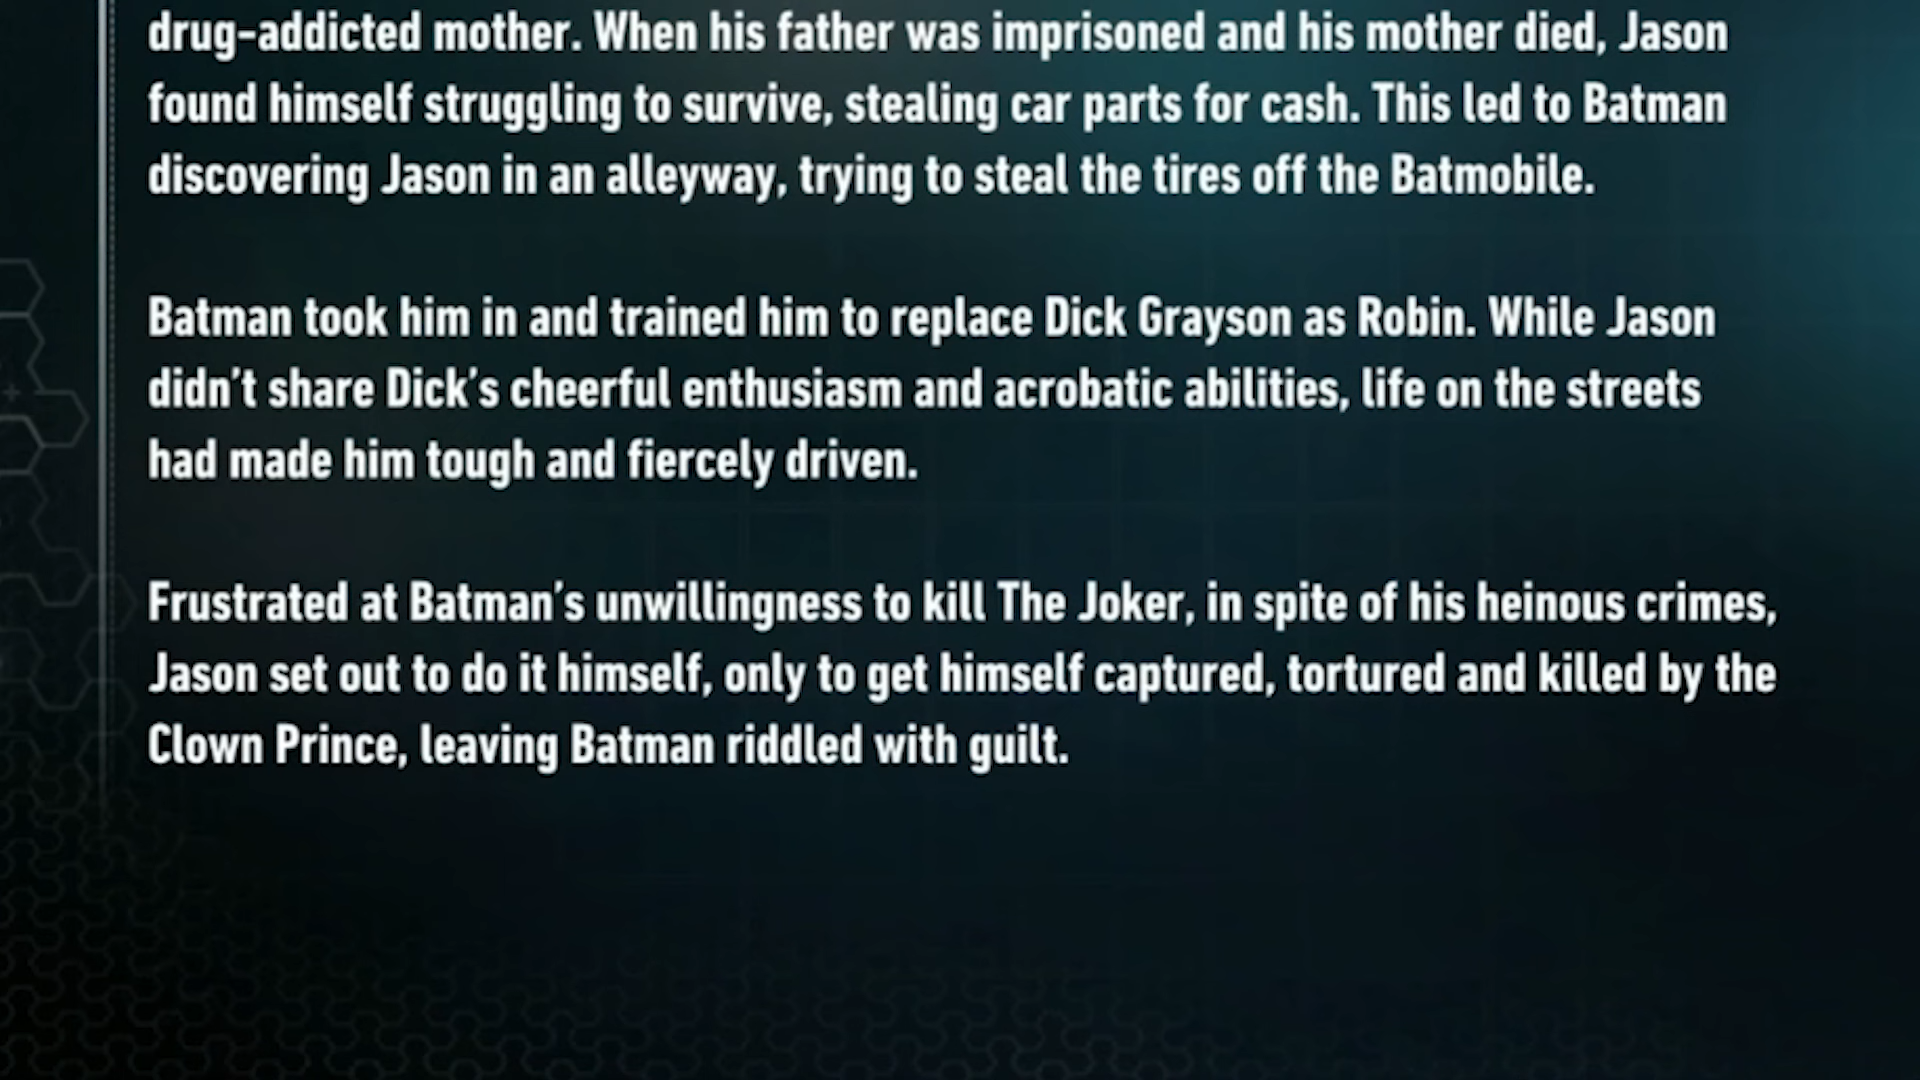 drug-addicted mother. When his father was imprisoned and his mother died, Jason
found himself struggling to survive, stealing car parts for cash. This led to Batman
discovering Jason in an alleyway, trying to steal the tires off the Batmobile.
Batman took him in and trained him to replace Dick Grayson as Robin. While Jason
didn't share Dick's cheerful enthusiasm and acrobatic abilities, life on the streets
had made him tough and fiercely driven.
Frustrated at Batman's unwillingness to kill The Joker, in spite of his heinous crimes,
Jason set out to do it himself, only to get himself captured, tortured and killed by the
Clown Prince, leaving Batman riddled with guilt.